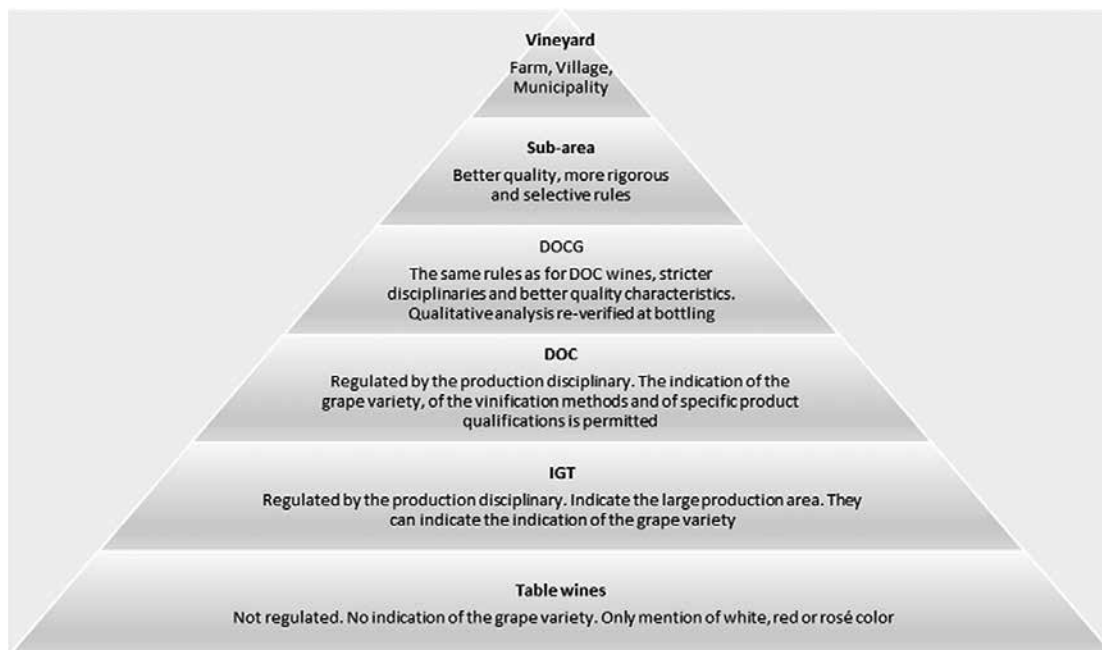 Vineyard
Farm, Village,
Municipality
Sub-area
Better quality, more rigorous
and selective rules
DOCG
The same rules as for DOC wines, stricter
disciplinaries and better quality characteristics.
Qualitative analysis re-verified at bottling
DOC
Regulated by the production disciplinary. The indication of the
grape variety, of the vinification methods and of specific product
qualifications is permitted
IGT
Regulated by the production disciplinary. Indicate the large production area. They
can indicate the indication of the grape variety
Table wines
Not regulated. No indication of the grape variety. Only mention of white, red or rosé color